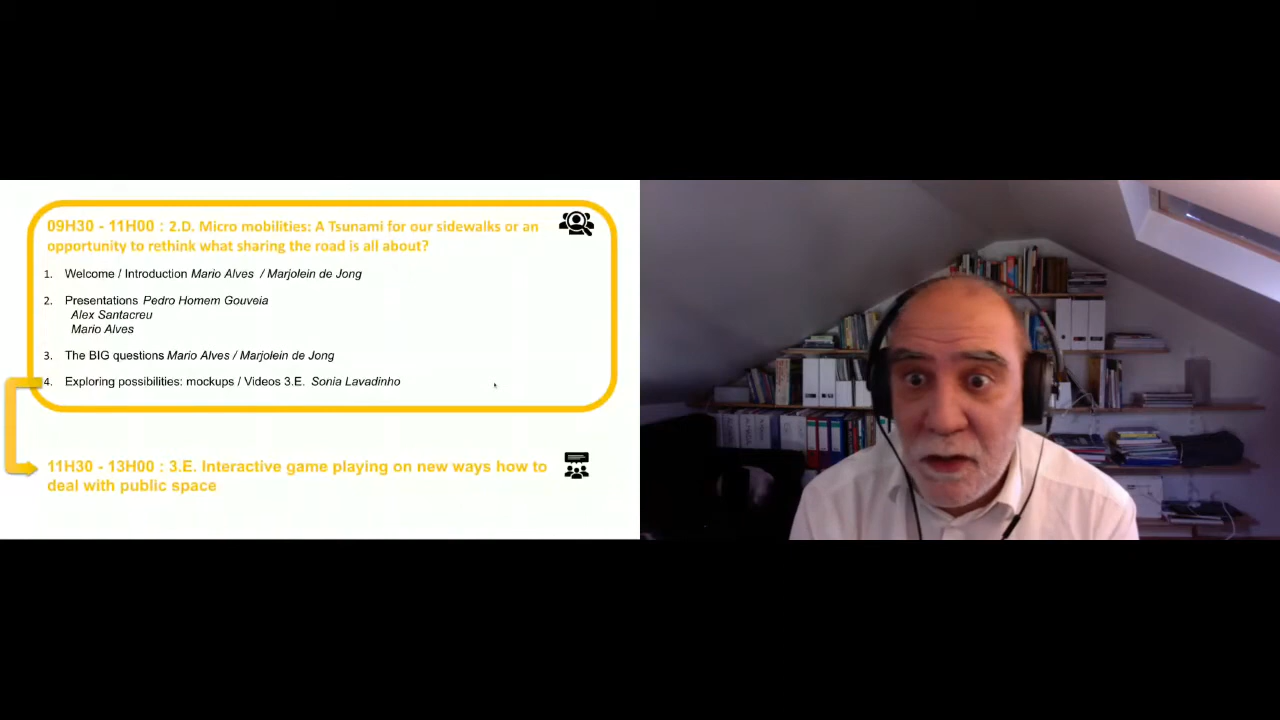 09H30 - 11H00 : 2.D. Micro mobilities: A Tsunami for our sidewalks or an
opportunity to rethink what sharing the road is all about?
1. Welcome / Introduction Mario Alves / Marjolein de Jong
2. Presentations Pedro Homem Gouveia
Alex Santacreu
Mario Alves
3. The BIG questions Mario Alves / Marjolein de Jong
4. Exploring possibilities: mockups / Videos 3.E. Sonia Lavadinho
11H30 - 13H00 : 3.E. Interactive game playing on new ways how to
deal with public space